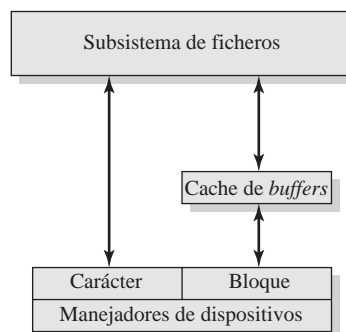 Subsistema de ficheros
Cache de buffers
Carácter
Bloque
Manejadores de dispositivos